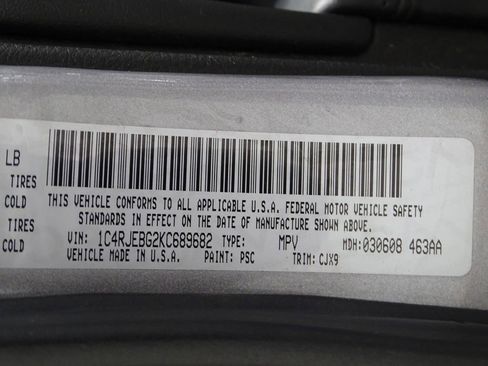 LB
TIRES
COLD THIS VEHICLE CONFORMS TO ALL APPLICABLE U.S.A. FEDERAL MOTOR VEHICLE SAFETY
TIRES STANDARDS IN EFFECT ON THE DATE OF MANUFACTURE SHOWN ABOVE.
COLD VIN: 1C4RJEBG2KC689682 TYPE: MPV MDH:030608 463AA
VEHICLE MADE IN U.S.A. PAINT: PSC TRIM: CJX9